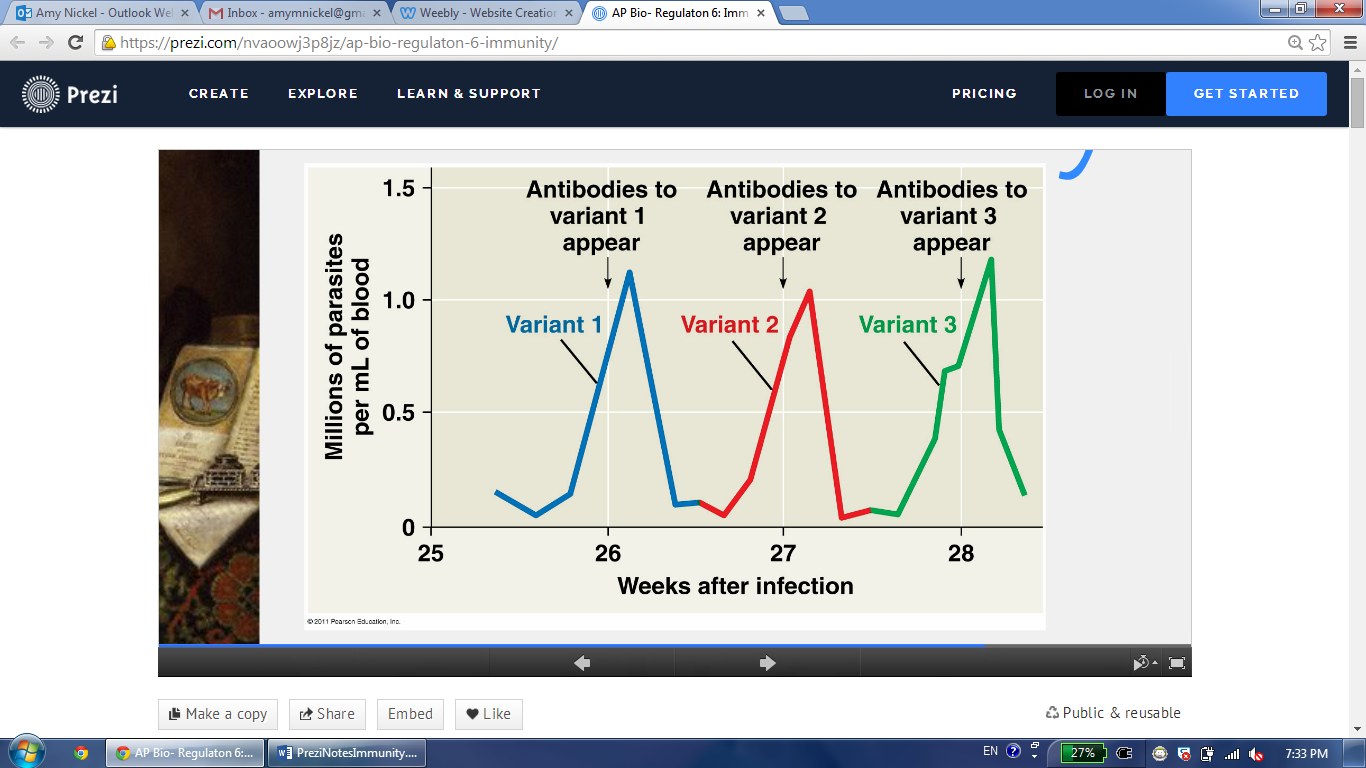 Amy Nickel - Outlook We
Inbox - amymnickel@gma
Weebly - Website Creation
AP Bio- Regulaton 6: Imm
https://prezi.com/nvaoowj3p8jz/ap-bio-regulaton-6-immunity/
Prezi
CREATE
EXPLORE
LEARN & SUPPORT
PRICING
LOG IN
GET STARTED
y
Millions of parasites
per mL of blood
1.5
1.0
0.5
0
Antibodies to
variant 1
appear
Antibodies to
variant 2
appear
Antibodies to
variant 3
appear
Variant 1
Variant 2
Variant 3
25
26
27
28
Weeks after infection
© 2011 Pearson Education, Inc.
Make a copy
Share
Embed
Like
Public & reusable
AP Bio- Regulaton 6:...
PreziNotesImmunity....
EN
27%
7:33 PM